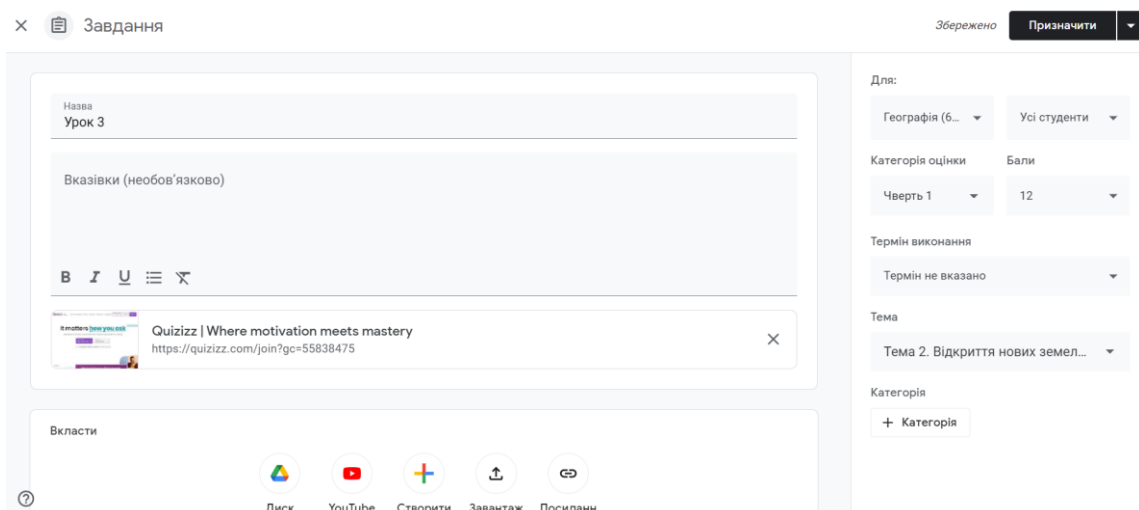 Завдання
Збережено
Призначити
Назва
Урок 3
Вказівки (необов'язково)
B I U
Quizizz | Where motivation meets mastery
https://quizizz.com/join?gc=55838475
Вкласти
Диск
YouTube
Створити
Завантаж
Посиланн
Для:
Географія (6...
Усі студенти
Категорія оцінки
Бали
Чверть 1
12
Термін виконання
Термін не вказано
Тема
Тема 2. Відкриття нових земел...
Категорія
+ Категорія